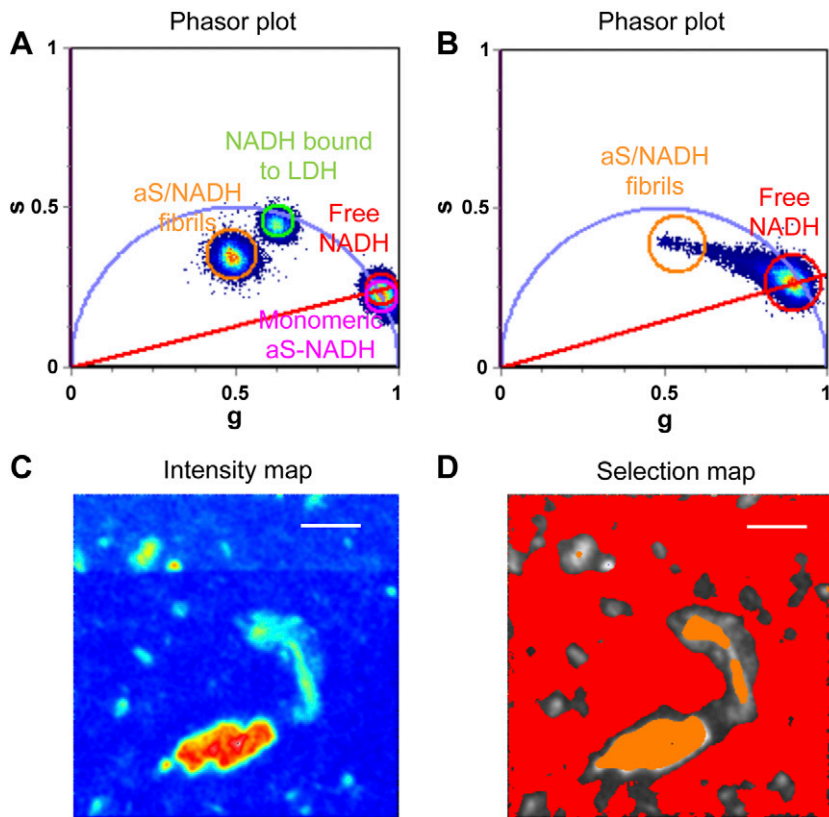 Phasor plot
A
1
NADH bound
to LDH
aS/NADH
fibrils
Free
NADH
Monomeric
aS-NADH
s
0.5
0
0
0.5
1
g
Phasor plot
B
1
aS/NADH
fibrils
Free
NADH
s
0.5
0
0
0.5
1
g
C
Intensity map
D
Selection map